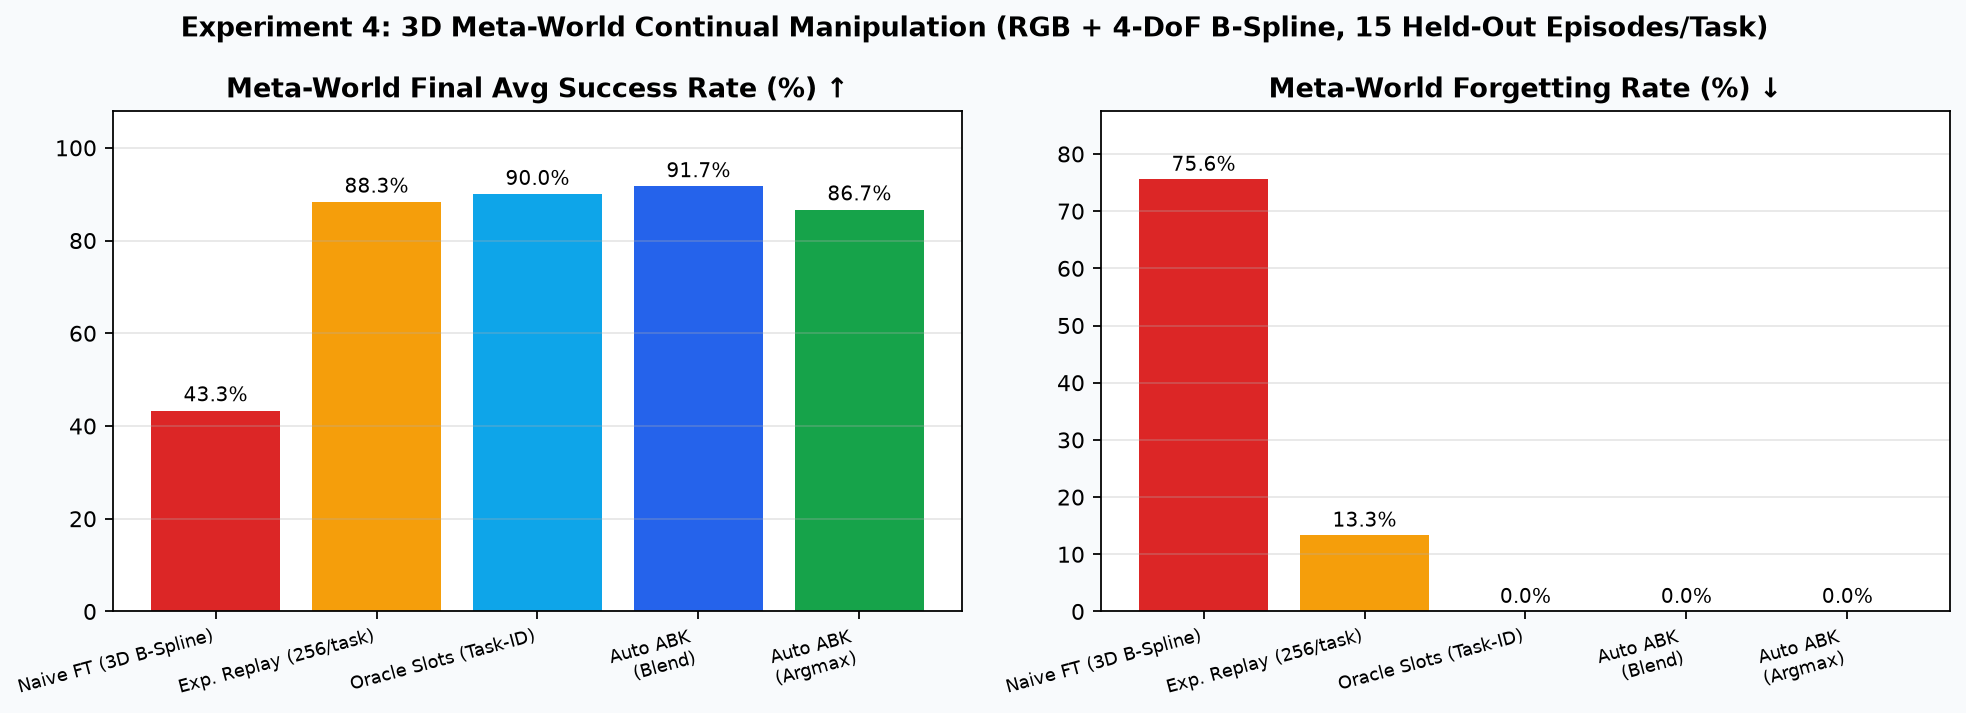 Experiment 4: 3D Meta-World Continual Manipulation (RGB + 4-DoF B-Spline, 15 Held-Out Episodes/Task)
Meta-World Final Avg Success Rate (%) ↑
100
80
60
40
20
0
43.3%
88.3%
90.0%
91.7%
86.7%
Naive FT (3D B-Spline)
Exp. Replay (256/task)
Oracle Slots (Task-ID)
Auto ABK
(Blend)
Auto ABK
(Argmax)
Meta-World Forgetting Rate (%) ↓
80
70
60
50
40
30
20
10
0
75.6%
13.3%
0.0%
0.0%
0.0%
Naive FT (3D B-Spline)
Exp. Replay (256/task)
Oracle Slots (Task-ID)
Auto ABK
(Blend)
Auto ABK
(Argmax)